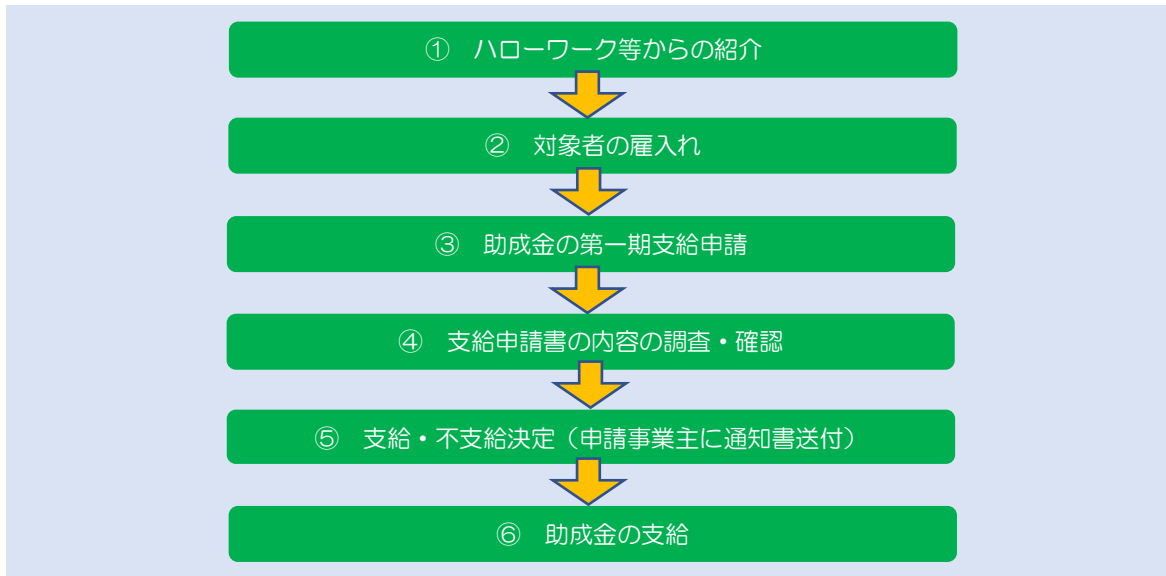 ① ハローワーク等からの紹介
② 対象者の雇入れ
③ 助成金の第一期支給申請
④ 支給申請書の内容の調査・確認
⑤ 支給・不支給決定（申請事業主に通知書送付）
⑥ 助成金の支給